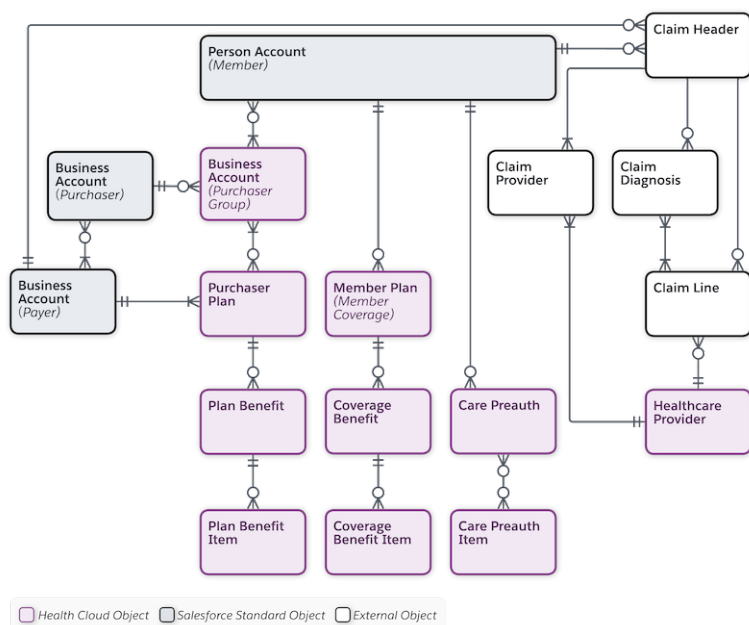 Claim Header
Person Account
(Member)
Business
Account
(Purchaser)
Business
Account
(Purchaser
Group)
Claim
Provider
Claim
Diagnosis
Business
Account
(Payer)
Purchaser
Plan
Member Plan
(Member
Coverage)
Claim Line
Plan Benefit
Coverage
Benefit
Care Preauth
Healthcare
Provider
Plan Benefit
Item
Coverage
Benefit Item
Care Preauth
Item
Health Cloud Object
Salesforce Standard Object
External Object